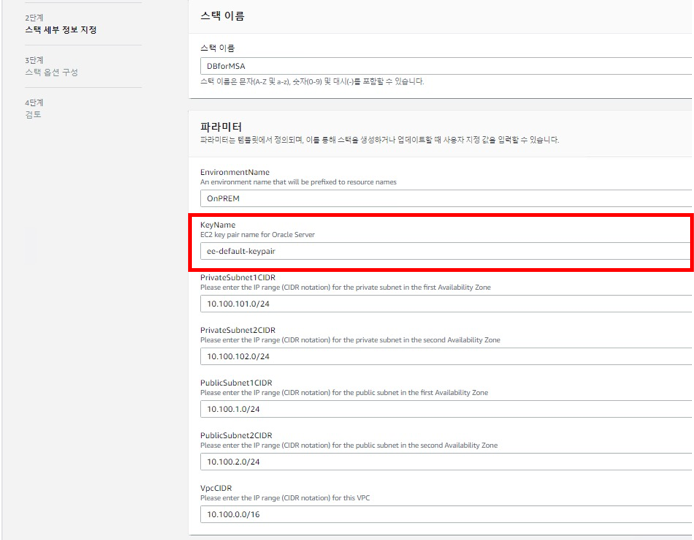 2단계
스택 세부 정보 지정
3단계
스택 옵션 구성
4단계
검토
스택 이름
스택 이름
DBforMSA
스택 이름은 문자(A-Z 및 a-z), 숫자(0-9) 및 대시(-)를 포함할 수 있습니다.
파라미터
파라미터는 템플릿에서 정의되며, 이를 통해 스택을 생성하거나 업데이트할 때 사용자 지정 값을 입력할 수 있습니다.
EnvironmentName
An environment name that will be prefixed to resource names
OnPREM
KeyName
EC2 key pair name for Oracle Server
ee-default-keypair
PrivateSubnet1CIDR
Please enter the IP range (CIDR notation) for the private subnet in the first Availability Zone
10.100.101.0/24
PrivateSubnet2CIDR
Please enter the IP range (CIDR notation) for the private subnet in the second Availability Zone
10.100.102.0/24
PublicSubnet1CIDR
Please enter the IP range (CIDR notation) for the public subnet in the first Availability Zone
10.100.1.0/24
PublicSubnet2CIDR
Please enter the IP range (CIDR notation) for the public subnet in the second Availability Zone
10.100.2.0/24
VpcCIDR
Please enter the IP range (CIDR notation) for this VPC
10.100.0.0/16